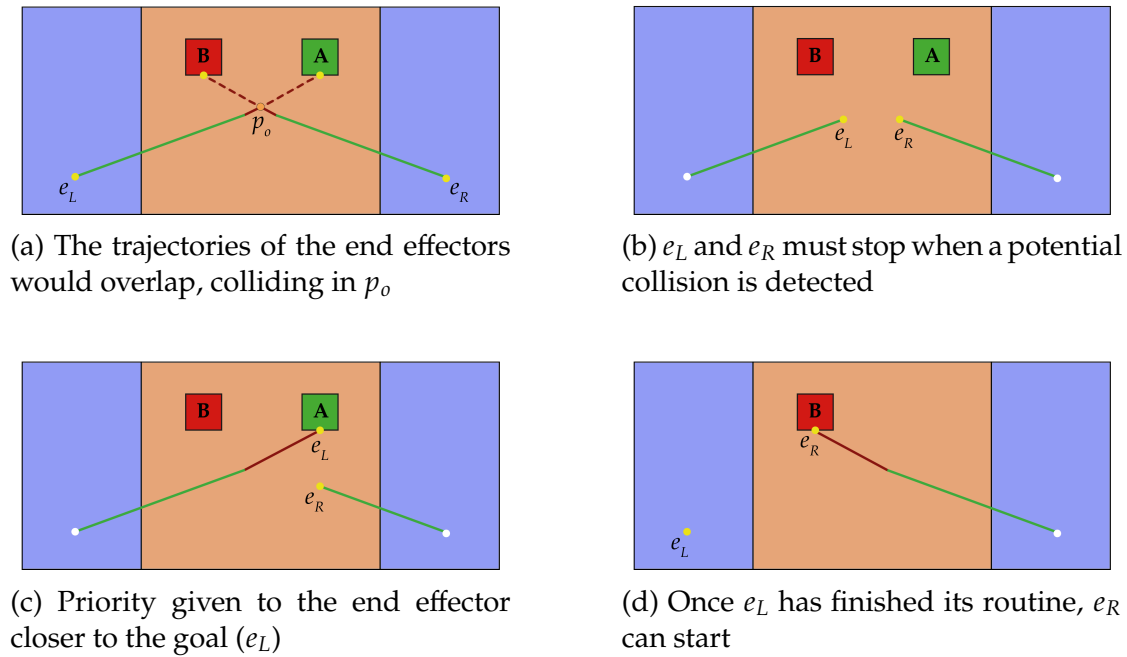 B A
p_o
e_L e_R
(a) The trajectories of the end effectors
would overlap, colliding in p_o
B A
e_L e_R
(b) e_L and e_R must stop when a potential
collision is detected
B A
e_L
e_R
(c) Priority given to the end effector
closer to the goal (e_L)
B
e_R
e_L
(d) Once e_L has finished its routine, e_R
can start